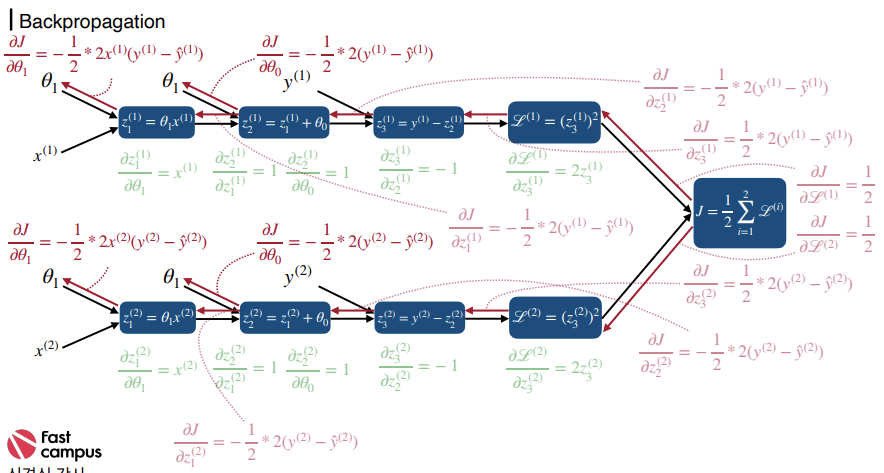 Backpropagation
∂J/∂θ₁ = − 1/2 * 2x⁽¹⁾(y⁽¹⁾ − ŷ⁽¹⁾)
∂J/∂θ₀ = − 1/2 * 2(y⁽¹⁾ − ŷ⁽¹⁾)
θ₁
θ₁
y⁽¹⁾
∂J/∂z₂⁽¹⁾ = − 1/2 * 2(y⁽¹⁾ − ŷ⁽¹⁾)
z₁⁽¹⁾ = θ₁x⁽¹⁾
z₂⁽¹⁾ = z₁⁽¹⁾ + θ₀
z₃⁽¹⁾ = y⁽¹⁾ − z₂⁽¹⁾
ℒ⁽¹⁾ = (z₃⁽¹⁾)²
∂J/∂z₃⁽¹⁾ = 1/2 * 2(y⁽¹⁾ − ŷ⁽¹⁾)
x⁽¹⁾
∂z₁⁽¹⁾/∂θ₁ = x⁽¹⁾
∂z₂⁽¹⁾/∂z₁⁽¹⁾ = 1
∂z₂⁽¹⁾/∂θ₀ = 1
∂z₃⁽¹⁾/∂z₂⁽¹⁾ = − 1
∂ℒ⁽¹⁾/∂z₃⁽¹⁾ = 2z₃⁽¹⁾
∂J/∂ℒ⁽¹⁾ = 1/2
J = 1/2 ∑ᵢ₌₁² ℒ⁽ⁱ⁾
∂J/∂ℒ⁽²⁾ = 1/2
∂J/∂z₁⁽¹⁾ = − 1/2 * 2(y⁽¹⁾ − ŷ⁽¹⁾)
∂J/∂θ₁ = − 1/2 * 2x⁽²⁾(y⁽²⁾ − ŷ⁽²⁾)
∂J/∂θ₀ = − 1/2 * 2(y⁽²⁾ − ŷ⁽²⁾)
θ₁
θ₁
y⁽²⁾
∂J/∂z₃⁽²⁾ = 1/2 * 2(y⁽²⁾ − ŷ⁽²⁾)
z₁⁽²⁾ = θ₁x⁽²⁾
z₂⁽²⁾ = z₁⁽²⁾ + θ₀
z₃⁽²⁾ = y⁽²⁾ − z₂⁽²⁾
ℒ⁽²⁾ = (z₃⁽²⁾)²
x⁽²⁾
∂J/∂z₂⁽²⁾ = − 1/2 * 2(y⁽²⁾ − ŷ⁽²⁾)
∂z₁⁽²⁾/∂θ₁ = x⁽²⁾
∂z₂⁽²⁾/∂z₁⁽²⁾ = 1
∂z₂⁽²⁾/∂θ₀ = 1
∂z₃⁽²⁾/∂z₂⁽²⁾ = − 1
∂ℒ⁽²⁾/∂z₃⁽²⁾ = 2z₃⁽²⁾
∂J/∂z₁⁽²⁾ = − 1/2 * 2(y⁽²⁾ − ŷ⁽²⁾)
Fast
campus